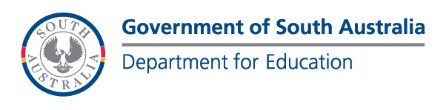 SOUTH
AUSTRALIA
Government of South Australia
Department for Education